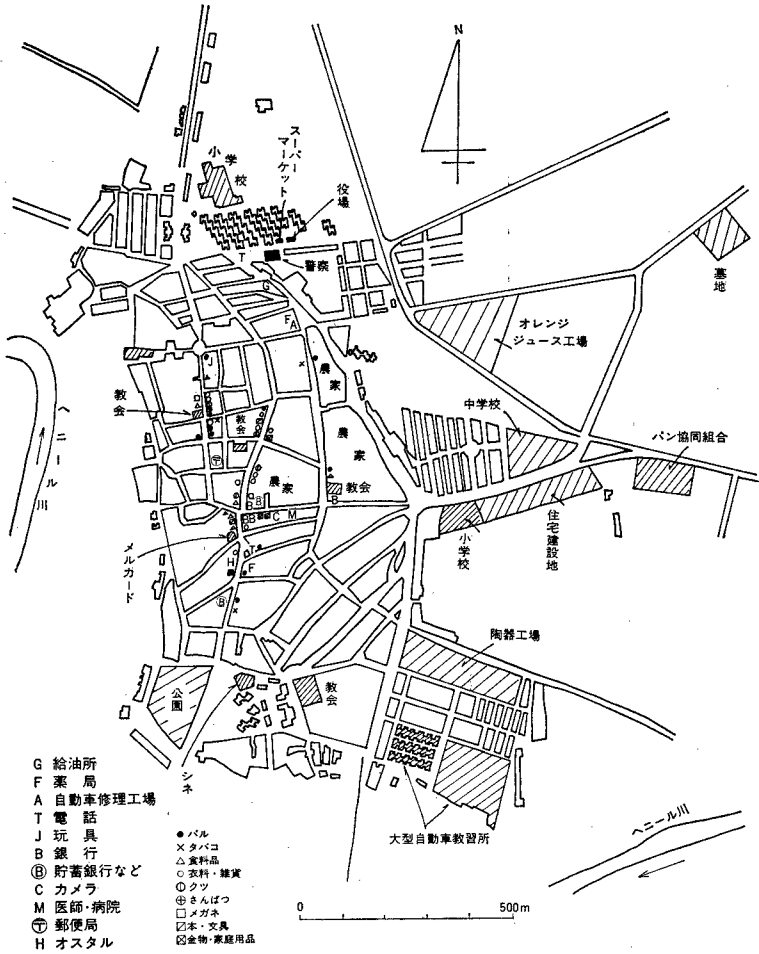 N
小学校
スーパーマーケット
役場
T
警察
墓地
G
オレンジ
ジュース工場
F
A
J
農家
教会
教会
中学校
パン協同組合
農家
ヘニール川
〒
農家
教会
B
Ⓑ
B
B B C M
メルガード
小学校
住宅建設地
T
H
F
Ⓑ
陶器工場
公園
教会
シネ
大型自動車教習所
ヘニール川
G 給油所
F 薬局
A 自動車修理工場
T 電話
J 玩具
B 銀行
Ⓑ 貯蓄銀行など
C カメラ
M 医師・病院
〒 郵便局
H オスタル
● バル
× タバコ
△ 食料品
○ 衣料・雑貨
クツ
⊕ さんぱつ
□ メガネ
本・文具
☒ 金物・家庭用品
0 500m